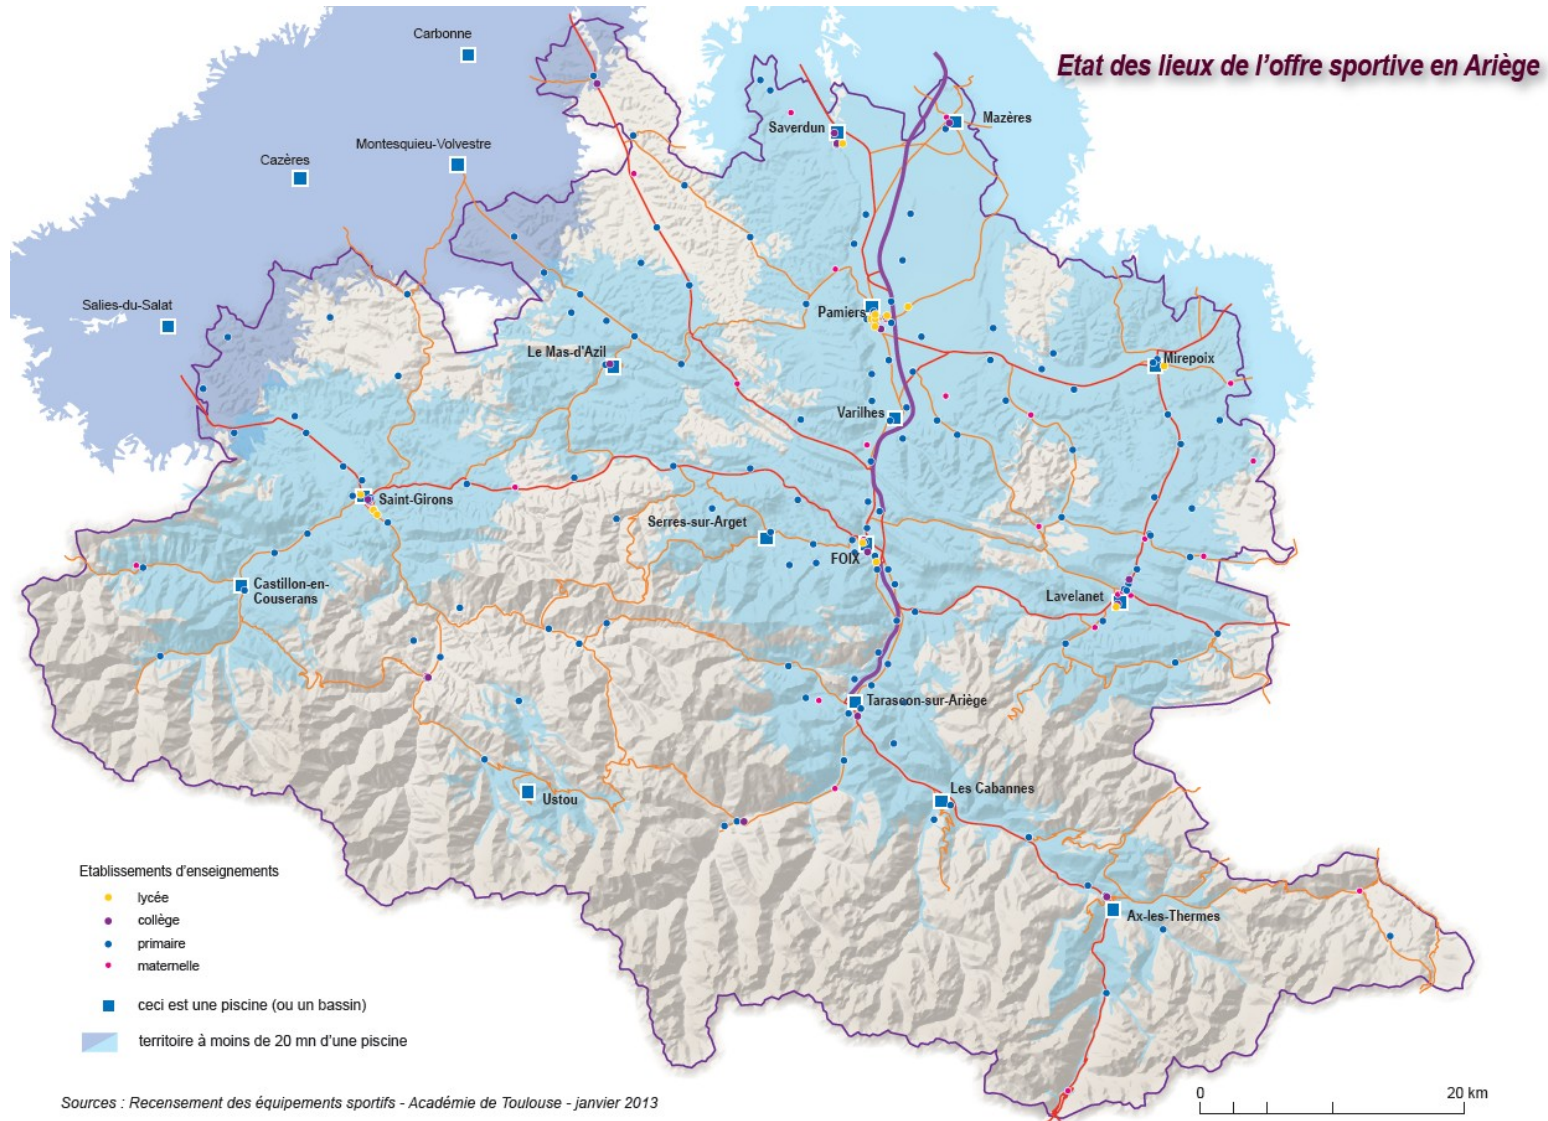 Etat des lieux de l'offre sportive en Ariège
Carbonne
Montesquieu-Volvestre
Cazères
Salies-du-Salat
Saverdun
Mazères
Pamiers
Le Mas-d'Azil
Mirepoix
Varilhes
Saint-Girons
Serres-sur-Arget
FOIX
Castillon-en-
Couserans
Lavelanet
Tarascon-sur-Ariège
Ustou
Les Cabannes
Ax-les-Thermes
Etablissements d'enseignements
lycée
collège
primaire
maternelle
ceci est une piscine (ou un bassin)
territoire à moins de 20 mn d'une piscine
Sources : Recensement des équipements sportifs - Académie de Toulouse - janvier 2013
0 20 km